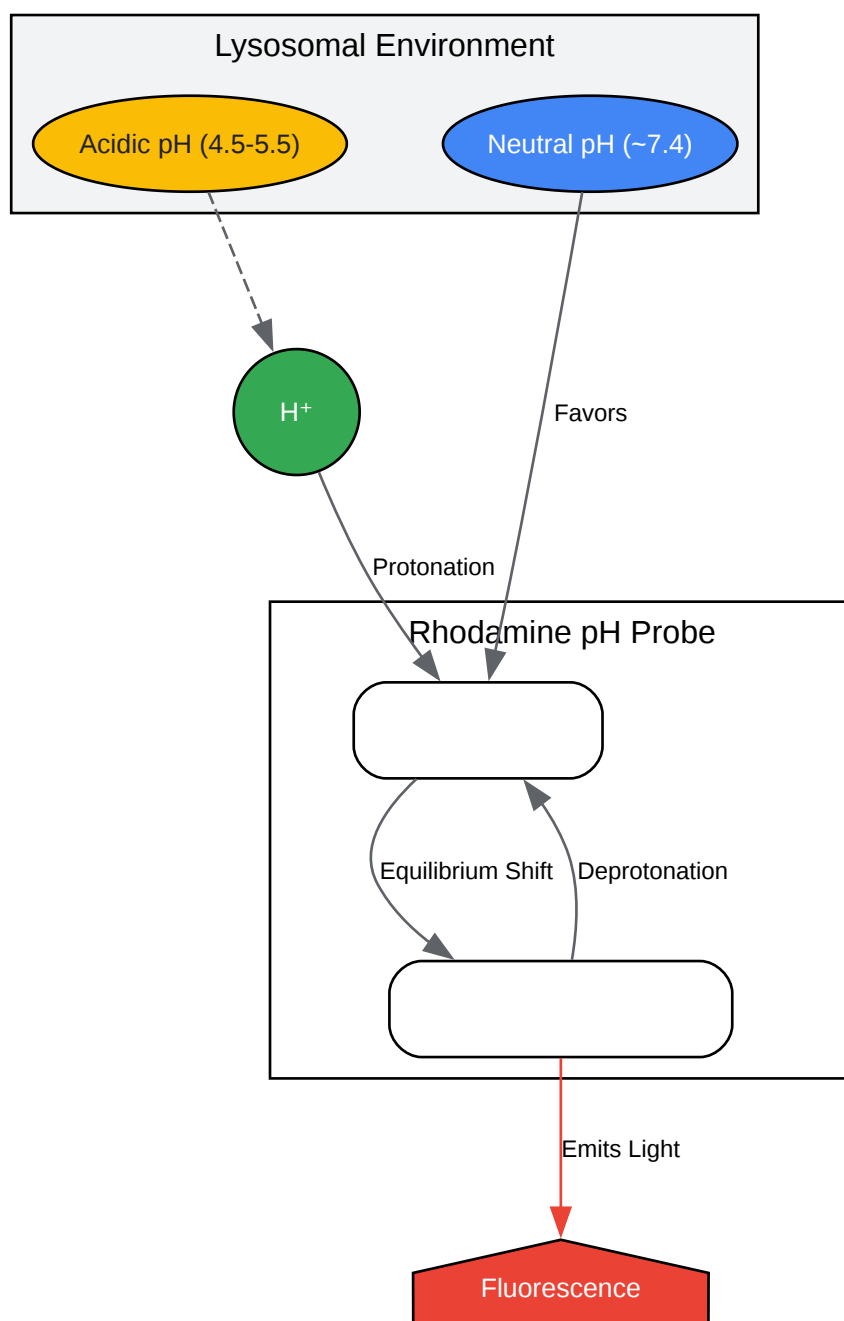 Lysosomal Environment
Acidic pH (4.5-5.5)
Neutral pH (~7.4)
H⁺
Favors
Protonation
Rhodamine pH Probe
Equilibrium Shift
Deprotonation
Emits Light
Fluorescence